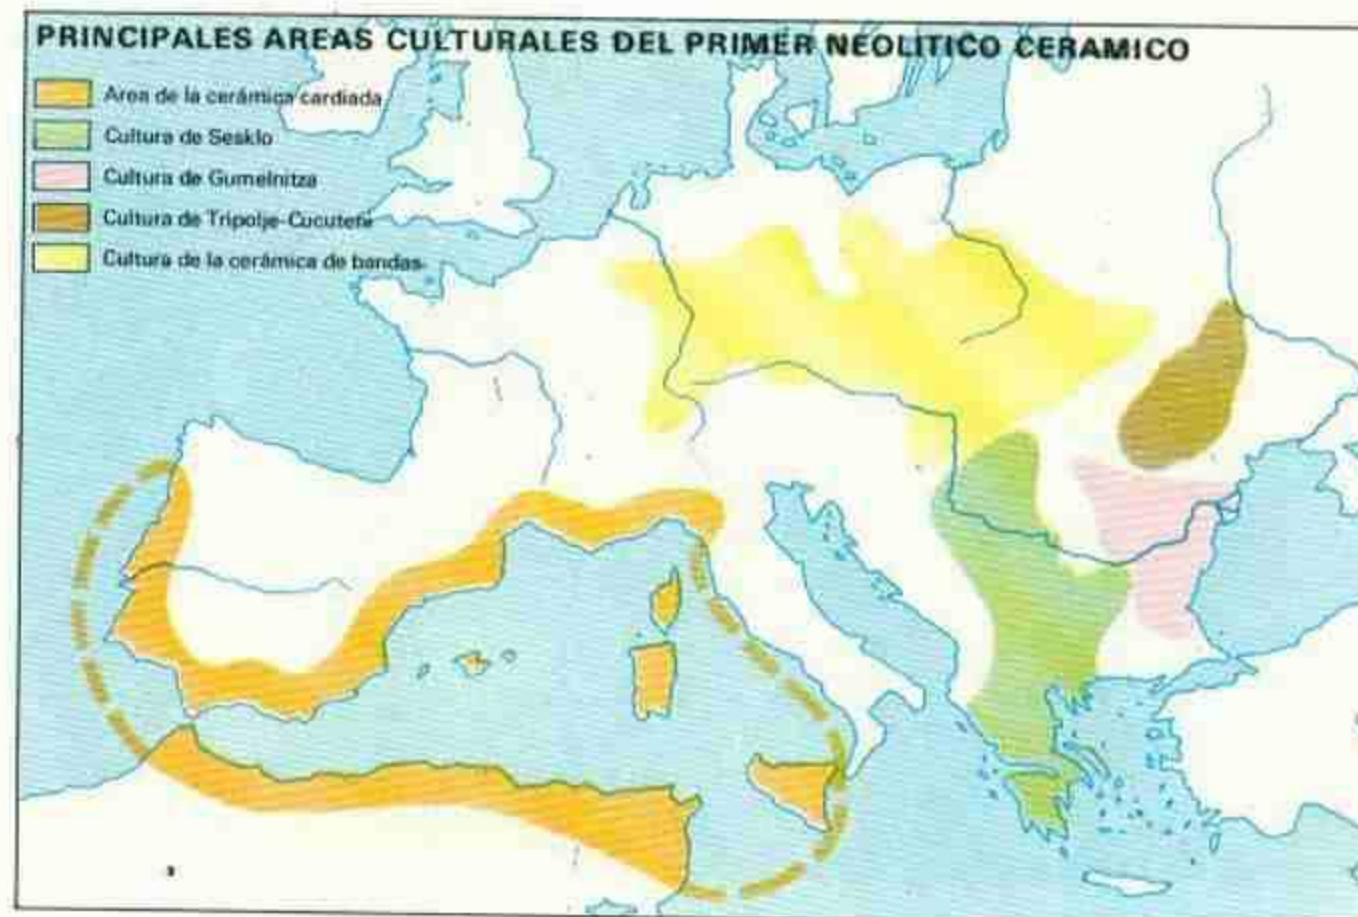 PRINCIPALES AREAS CULTURALES DEL PRIMER NEOLITICO CERAMICO
Area de la cerámica cardiada
Cultura de Sesklo
Cultura de Gumelnitza
Cultura de Tripolje-Cucuteni
Cultura de la cerámica de bandas